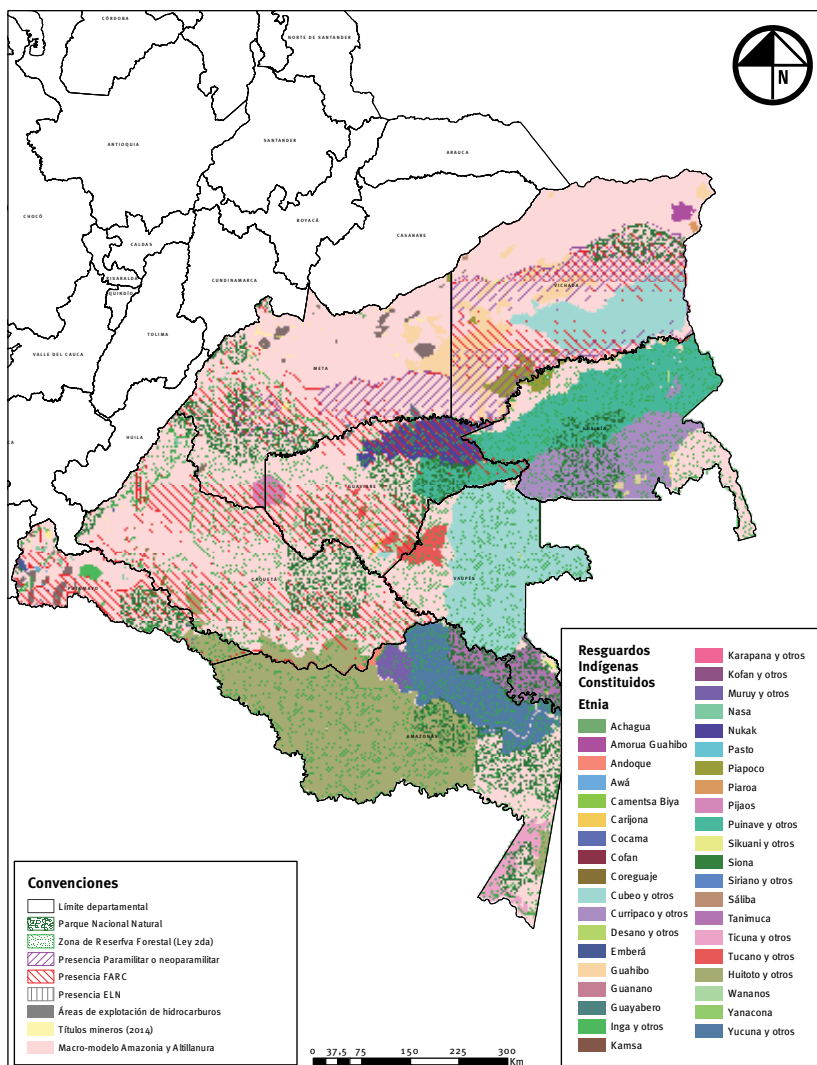 CÓRDOBA
NORTE DE SANTANDER
N
ANTIOQUIA
SANTANDER
ARAUCA
CHOCÓ
BOYACÁ
CASANARE
CALDAS
RISARALDA
QUINDÍO
CUNDINAMARCA
VICHADA
TOLIMA
VALLE DEL CAUCA
META
HUILA
CA
GUAINÍA
GUAVIARE
CAQUETÁ
VAUPÉS
PUTUMAYO
AMAZONAS
Resguardos
Indígenas
Constituidos
Etnia
Achagua
Amorua Guahibo
Andoque
Awá
Camentsa Biya
Carijona
Cocama
Cofan
Coreguaje
Cubeo y otros
Curripaco y otros
Desano y otros
Emberá
Guahibo
Guanano
Guayabero
Inga y otros
Kamsa
Karapana y otros
Kofan y otros
Muruy y otros
Nasa
Nukak
Pasto
Piapoco
Piaroa
Pijaos
Puinave y otros
Sikuani y otros
Siona
Siriano y otros
Sáliba
Tanimuca
Ticuna y otros
Tucano y otros
Huitoto y otros
Wananos
Yanacona
Yucuna y otros
Convenciones
Límite departamental
Parque Nacional Natural
Zona de Reserfva Forestal (Ley 2da)
Presencia Paramilitar o neoparamilitar
Presencia FARC
Presencia ELN
Áreas de explotación de hidrocarburos
Títulos mineros (2014)
Macro-modelo Amazonia y Altillanura
0 37,5 75 150 225 300
Km